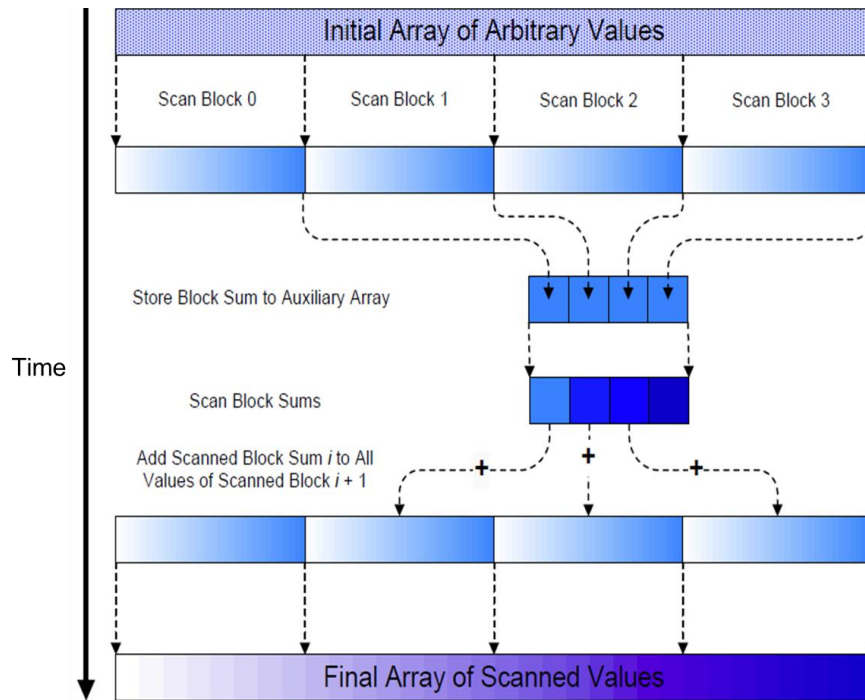 Initial Array of Arbitrary Values
Scan Block 0
Scan Block 1
Scan Block 2
Scan Block 3
Store Block Sum to Auxiliary Array
Time
Scan Block Sums
Add Scanned Block Sum i to All
Values of Scanned Block i + 1
+
+
+
Final Array of Scanned Values